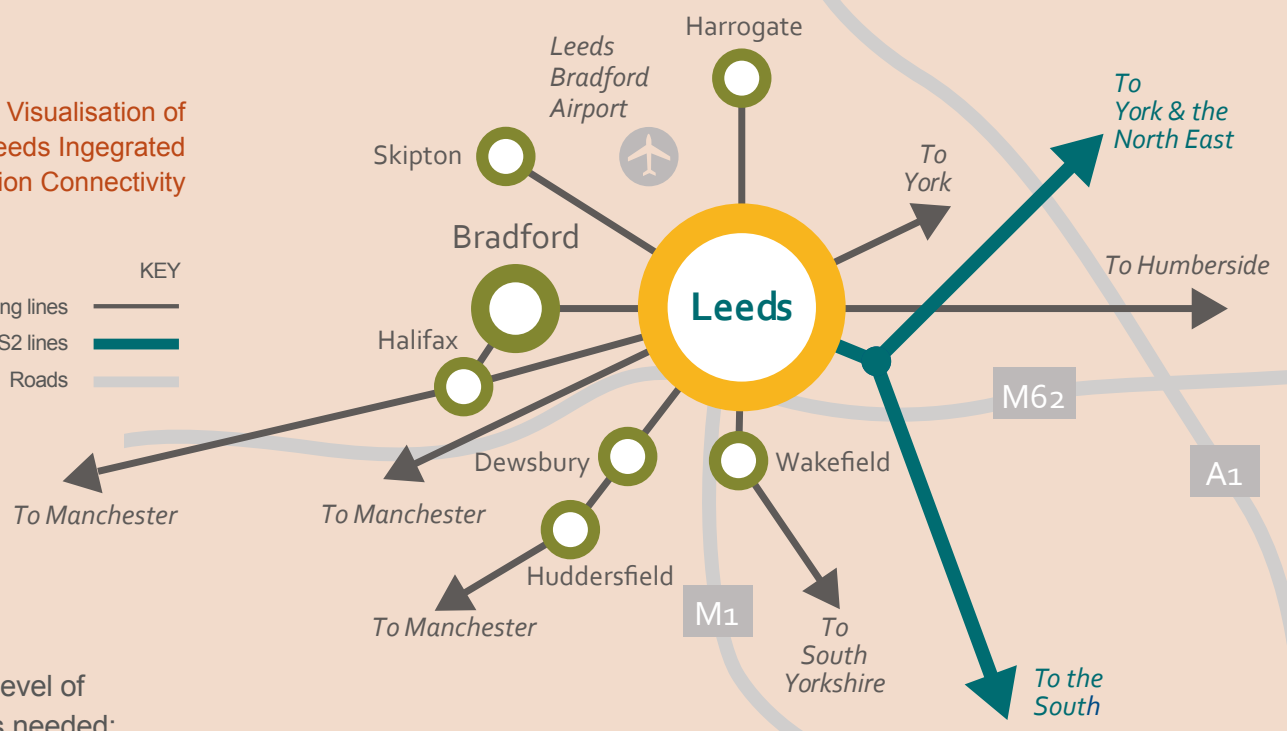 Visualisation of
eeds Ingegrated
ion Connectivity
KEY
ng lines
S2 lines
Roads
Harrogate
Leeds
Bradford
Airport
Skipton
To
York
To
York & the
North East
Bradford
To Humberside
Leeds
Halifax
M62
Dewsbury
Wakefield
A1
To Manchester
To Manchester
Huddersfield
M1
To Manchester
To
South
Yorkshire
To the
South
evel of
s needed: